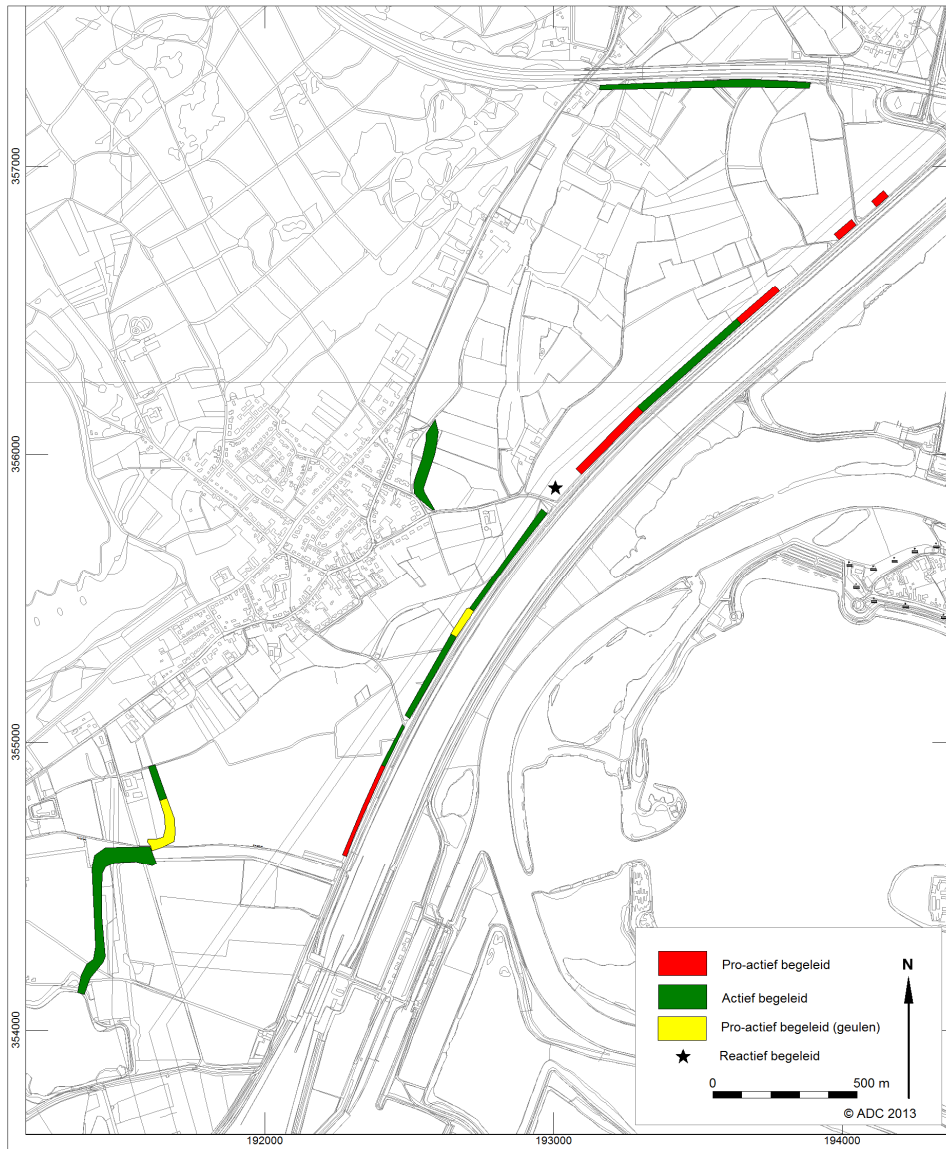 357000
356000
355000
354000
192000
193000
194000
Pro-actief begeleid
Actief begeleid
Pro-actief begeleid (geulen)
Reactief begeleid
N
0
500 m
© ADC 2013